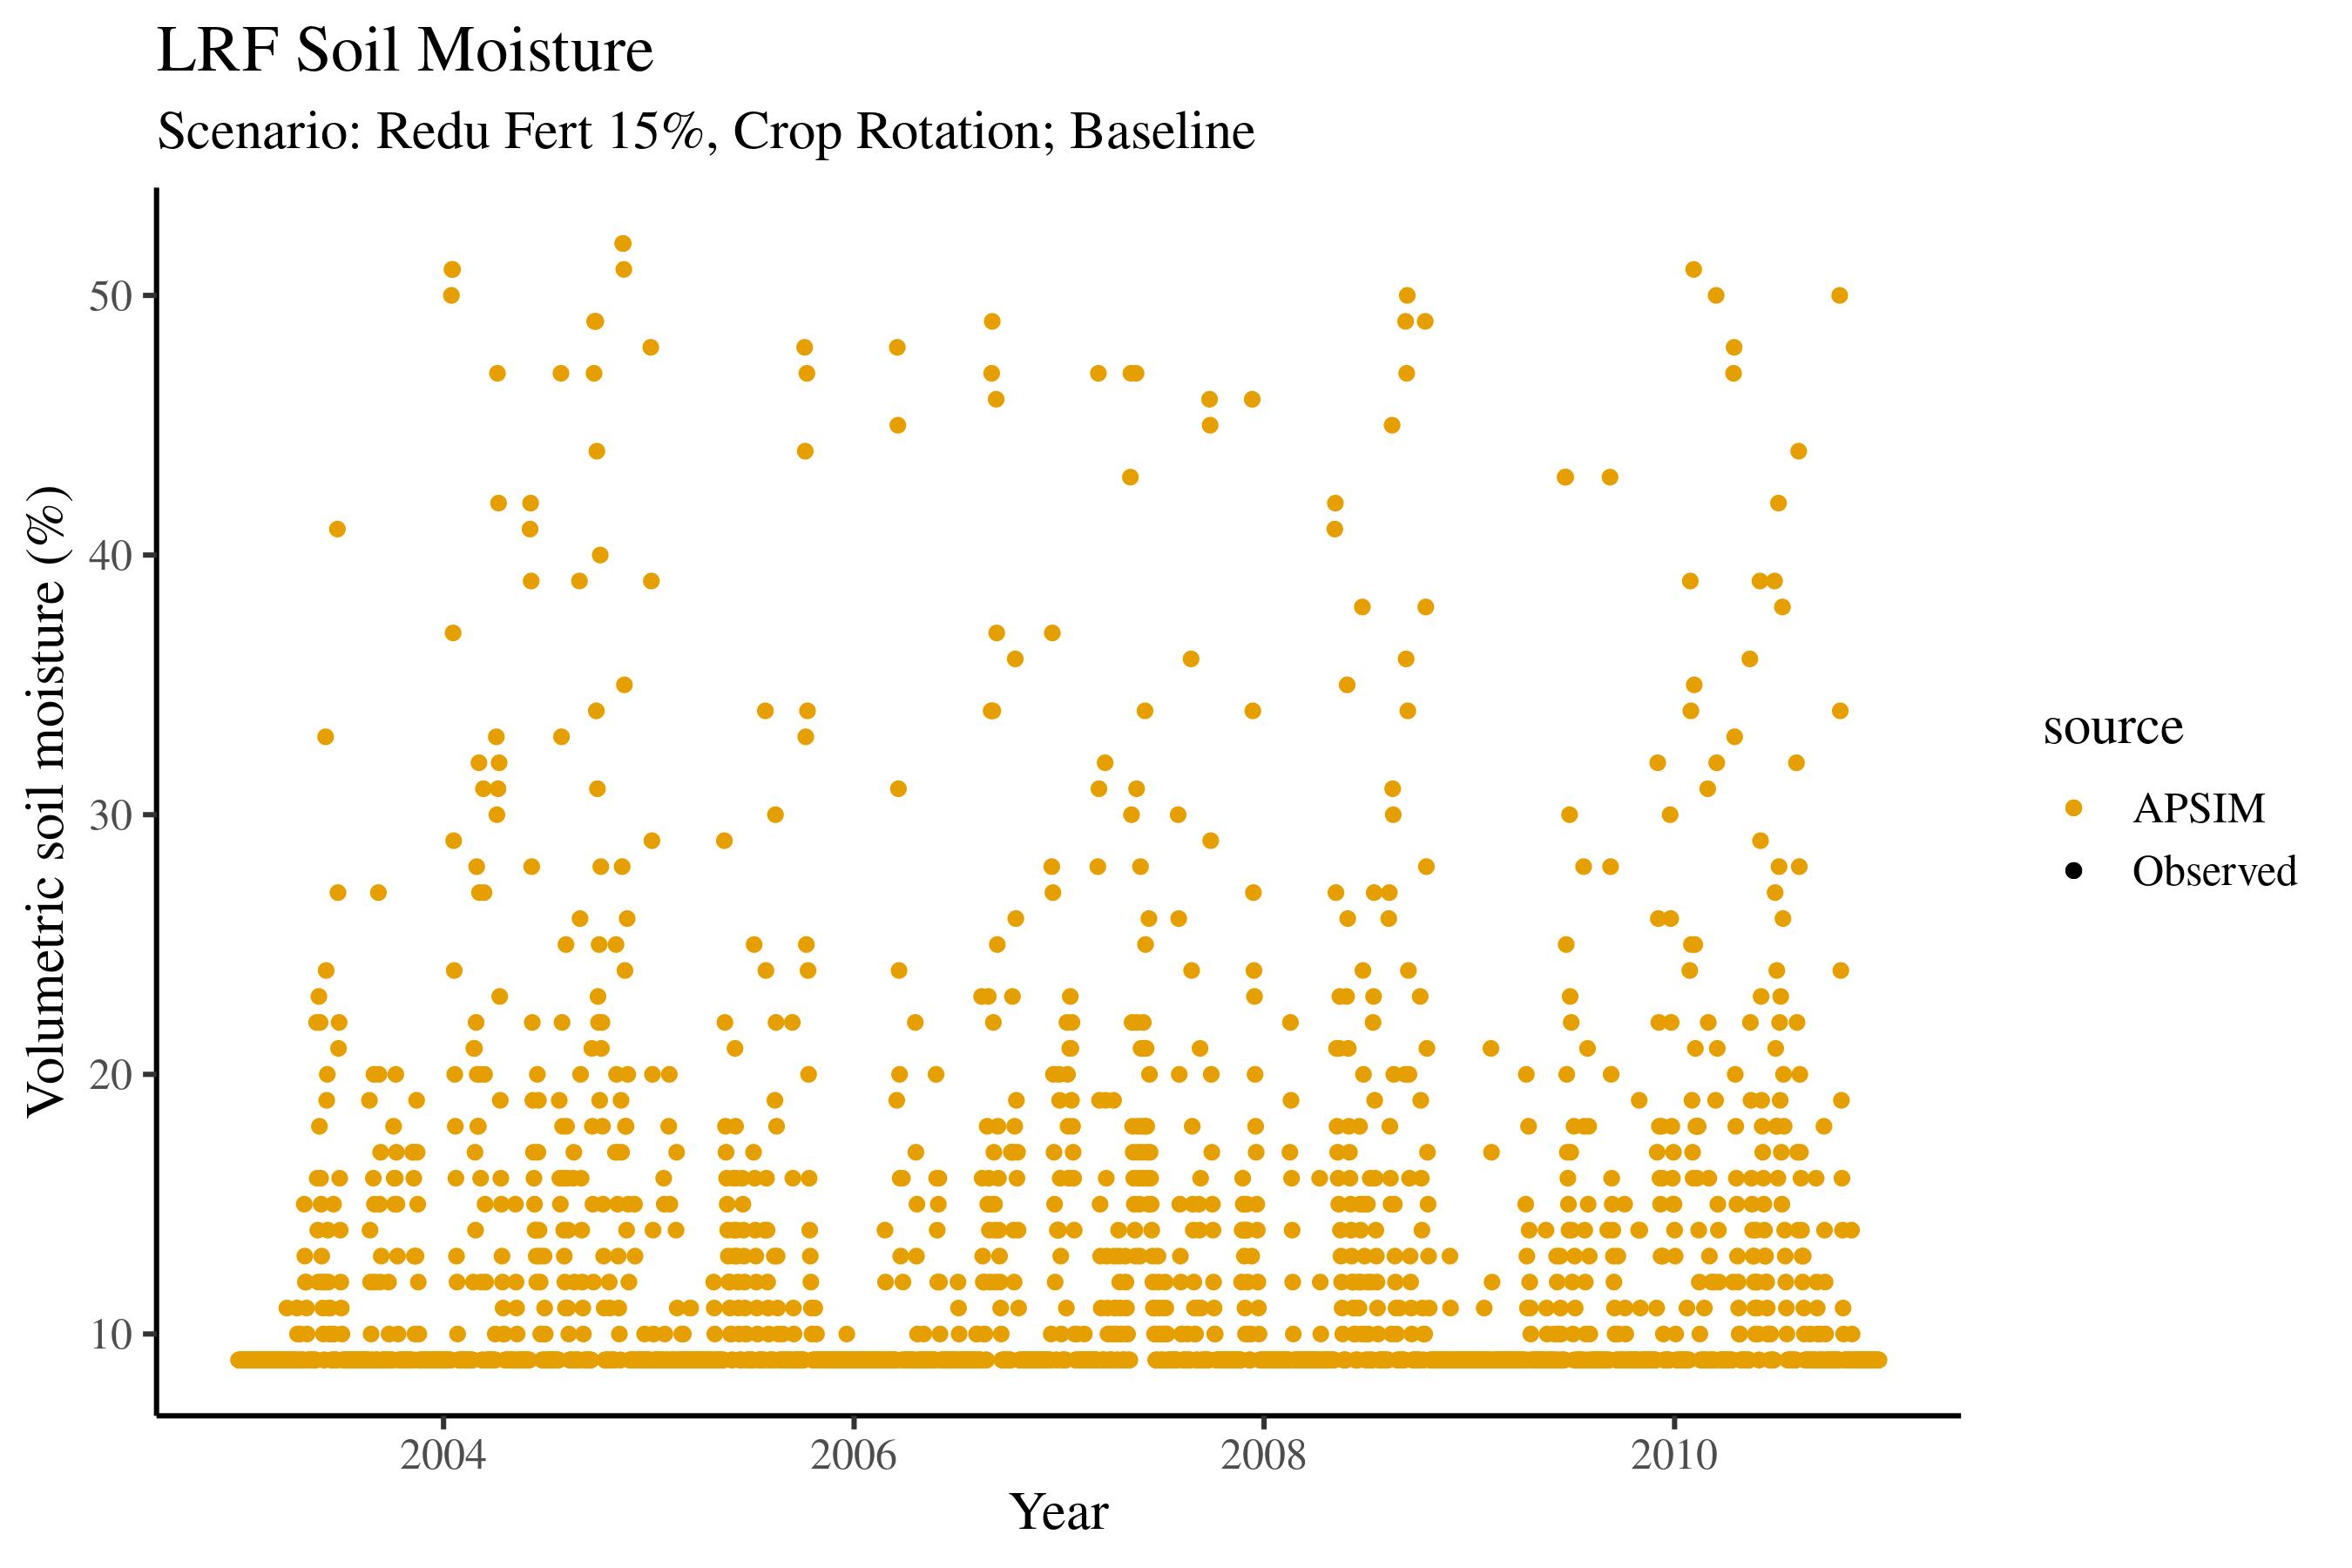 LRF Soil Moisture
Scenario: Redu Fert 15%, Crop Rotation; Baseline
Volumetric soil moisture (%)
50
40
30
20
10
2004
2006
2008
2010
Year
source
APSIM
Observed